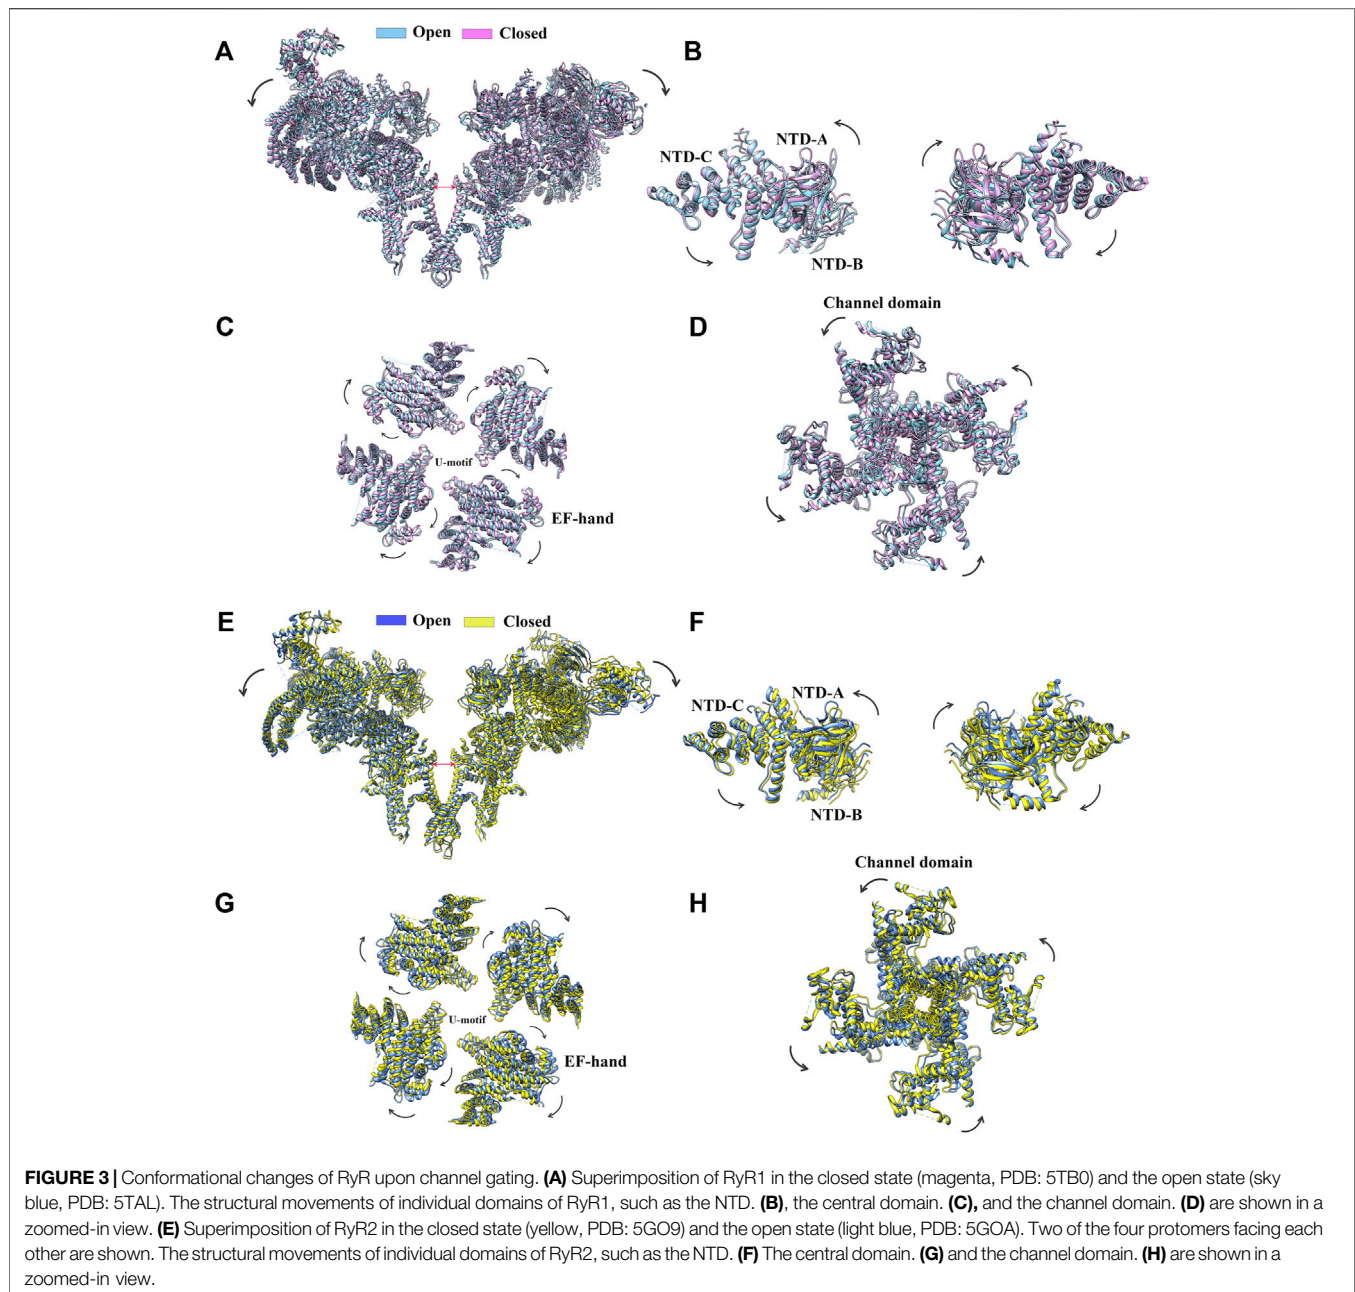 A
Open Closed
B
NTD-A
NTD-C
NTD-B
C
D
Channel domain
U-motif
EF-hand
E
Open Closed
F
NTD-A
NTD-C
NTD-B
G
H
Channel domain
U-motif
EF-hand
FIGURE 3 | Conformational changes of RyR upon channel gating. (A) Superimposition of RyR1 in the closed state (magenta, PDB: 5TB0) and the open state (sky
blue, PDB: 5TAL). The structural movements of individual domains of RyR1, such as the NTD. (B), the central domain. (C), and the channel domain. (D) are shown in a
zoomed-in view. (E) Superimposition of RyR2 in the closed state (yellow, PDB: 5GO9) and the open state (light blue, PDB: 5GOA). Two of the four protomers facing each
other are shown. The structural movements of individual domains of RyR2, such as the NTD. (F) The central domain. (G) and the channel domain. (H) are shown in a
zoomed-in view.